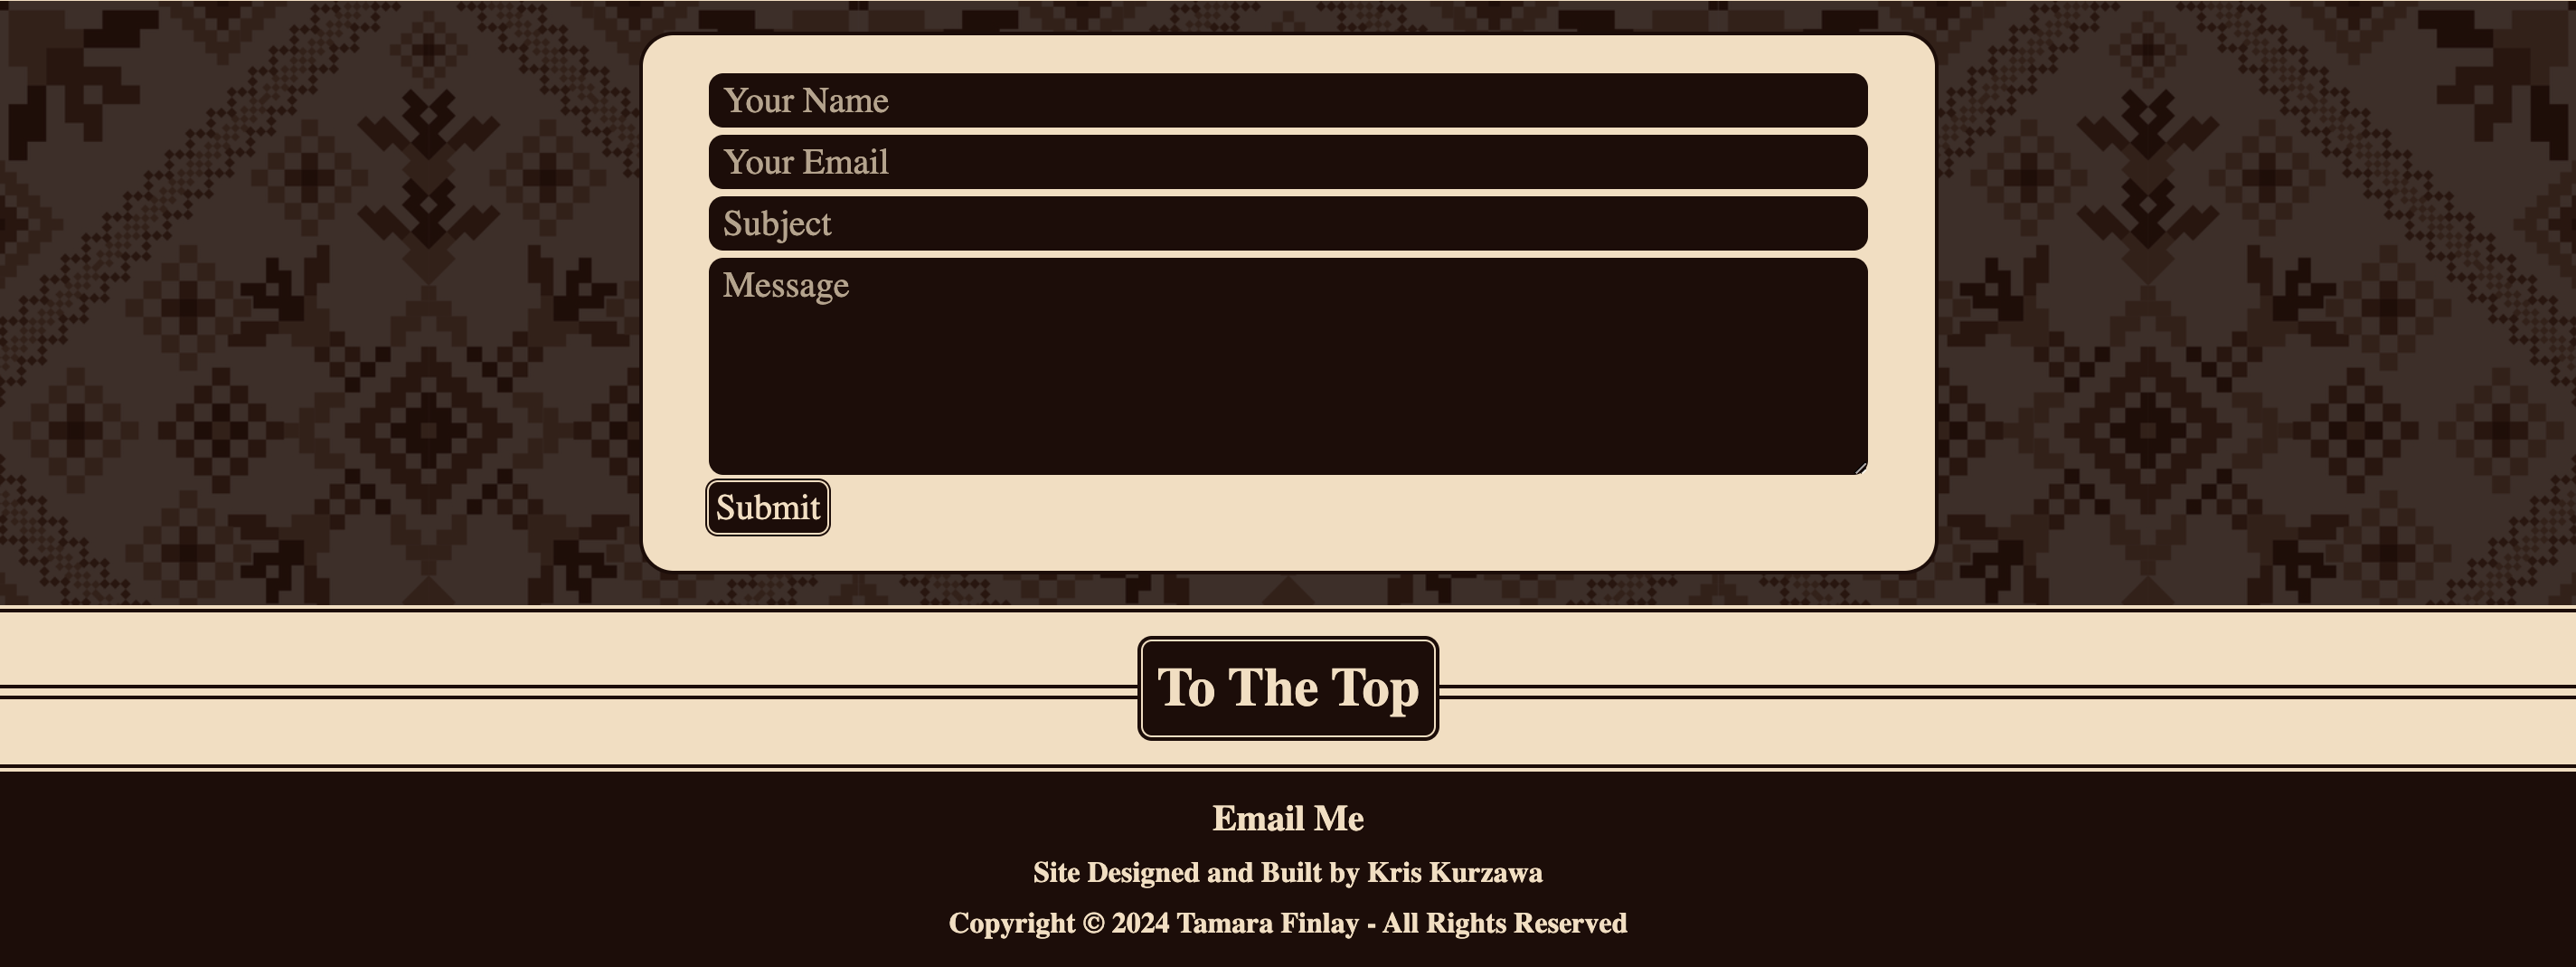 Your Name
Your Email
Subject
Message
Submit
To The Top
Email Me
Site Designed and Built by Kris Kurzawa
Copyright © 2024 Tamara Finlay - All Rights Reserved